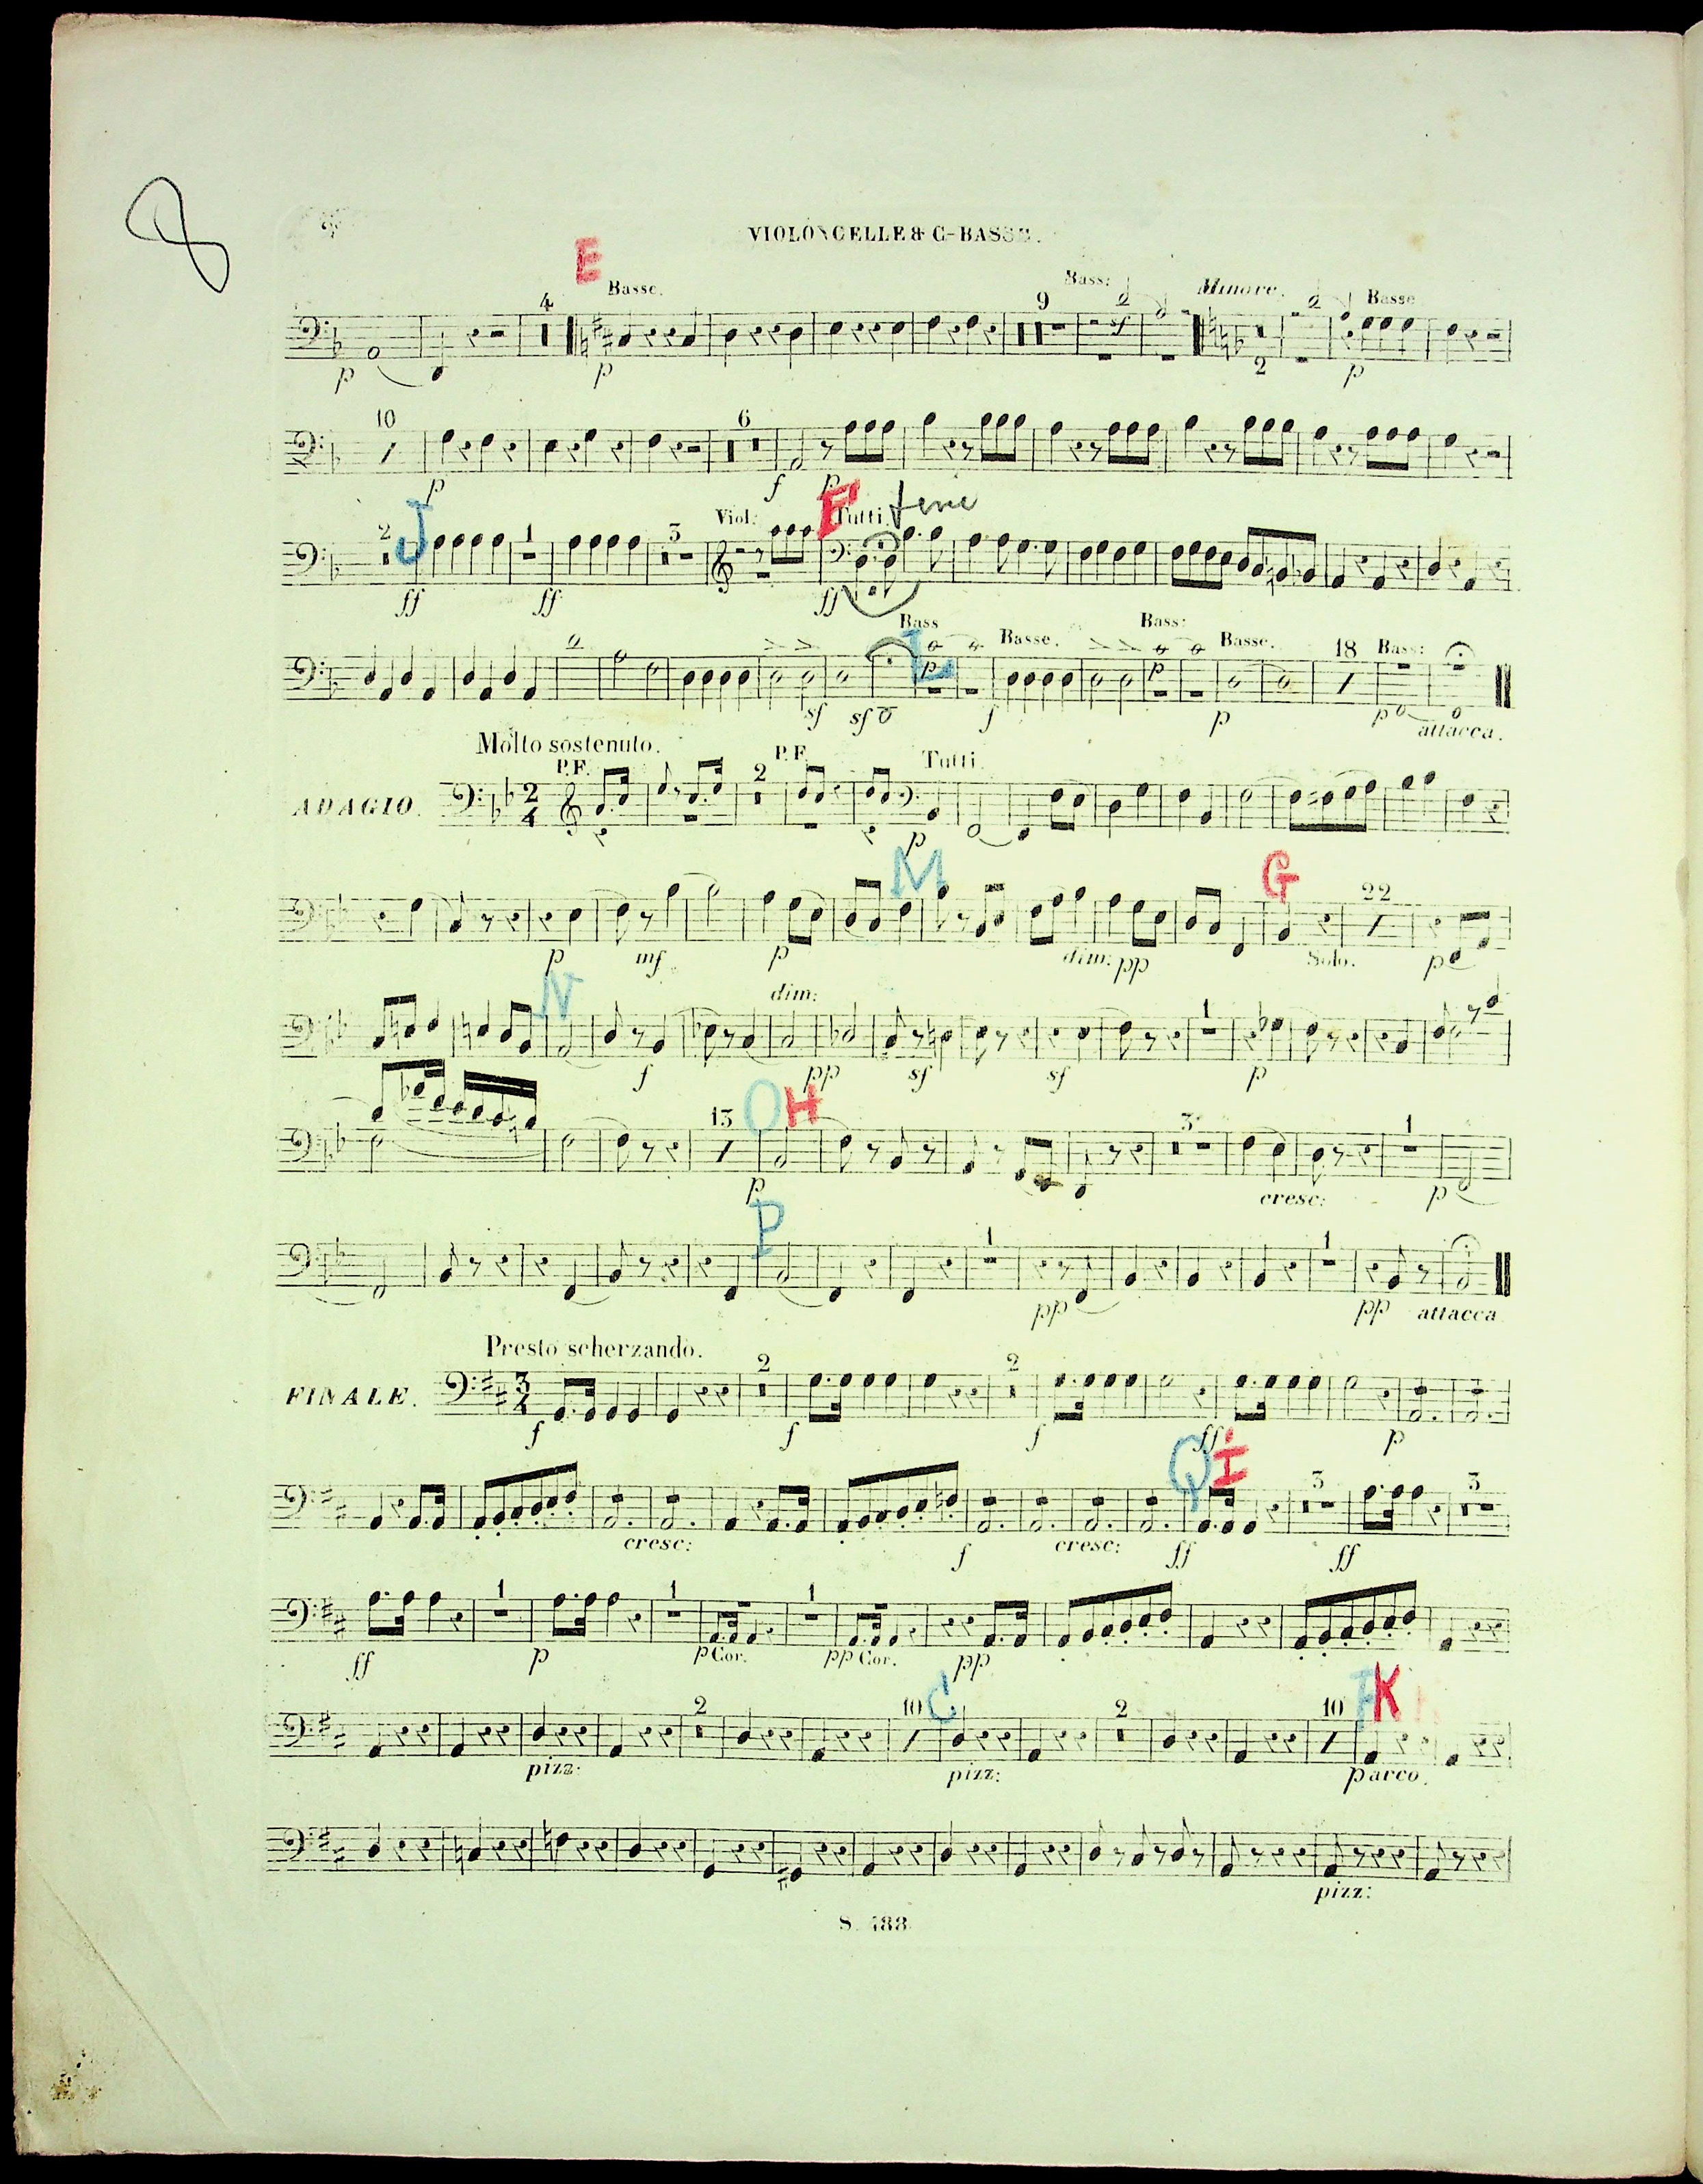 8
VIOLONCELLE & C-BASSE.
E
4 Basse. 9 Bass: Minore. Basse
p p 2 p
10 6
p f p
J 2 1 3 Viol: F Tutti.
ff ff ff
Bass L Basse. Bass: Basse. 18 Bass:
sf sf p f p p p attacca.
Molto sostenuto.
ADAGIO. 2/4 P.F. 2 P.F. Tutti.
p
M G 22
p mf p dim: pp Solo. p
N dim: 1
f pp sf sf p
13 O H 3 1
p cresc: p
P 1 1
pp pp attacca
Presto scherzando.
FINALE. 3/4 2 2
f f f ff p
Q I 3 3
cresc: f cresc: ff ff
1 1 1
ff p p Cor. pp Cor. pp
2 10 C 2 10 K
pizz: pizz: p arco.
pizz: